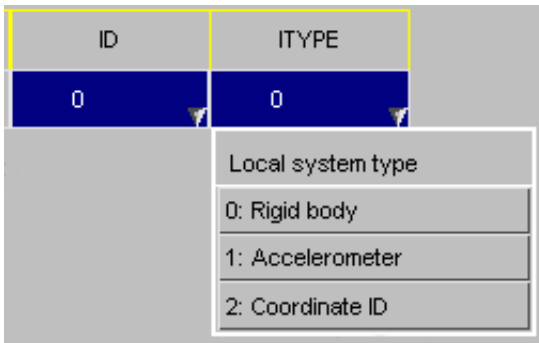 ID ITYPE
0 0
Local system type
0: Rigid body
1: Accelerometer
2: Coordinate ID